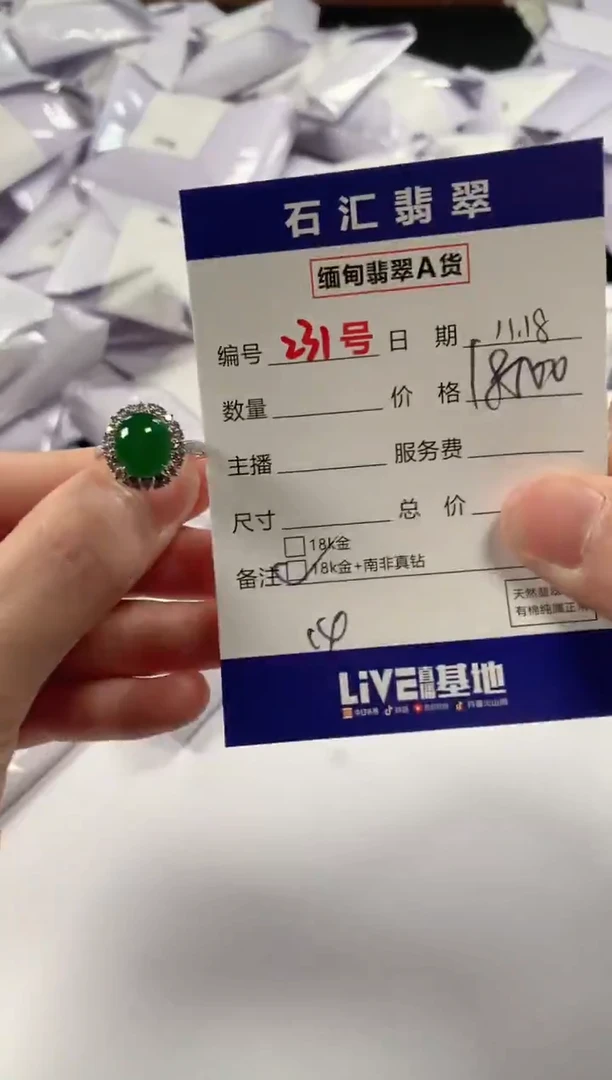 石汇翡翠
缅甸翡翠A货
编号 231号 日期 11.18
数量 价格
主播 服务费
尺寸 总价
18k金
备注 18k金+南非真钻
天然翡翠
有棉纯属正常
LiVE直播基地